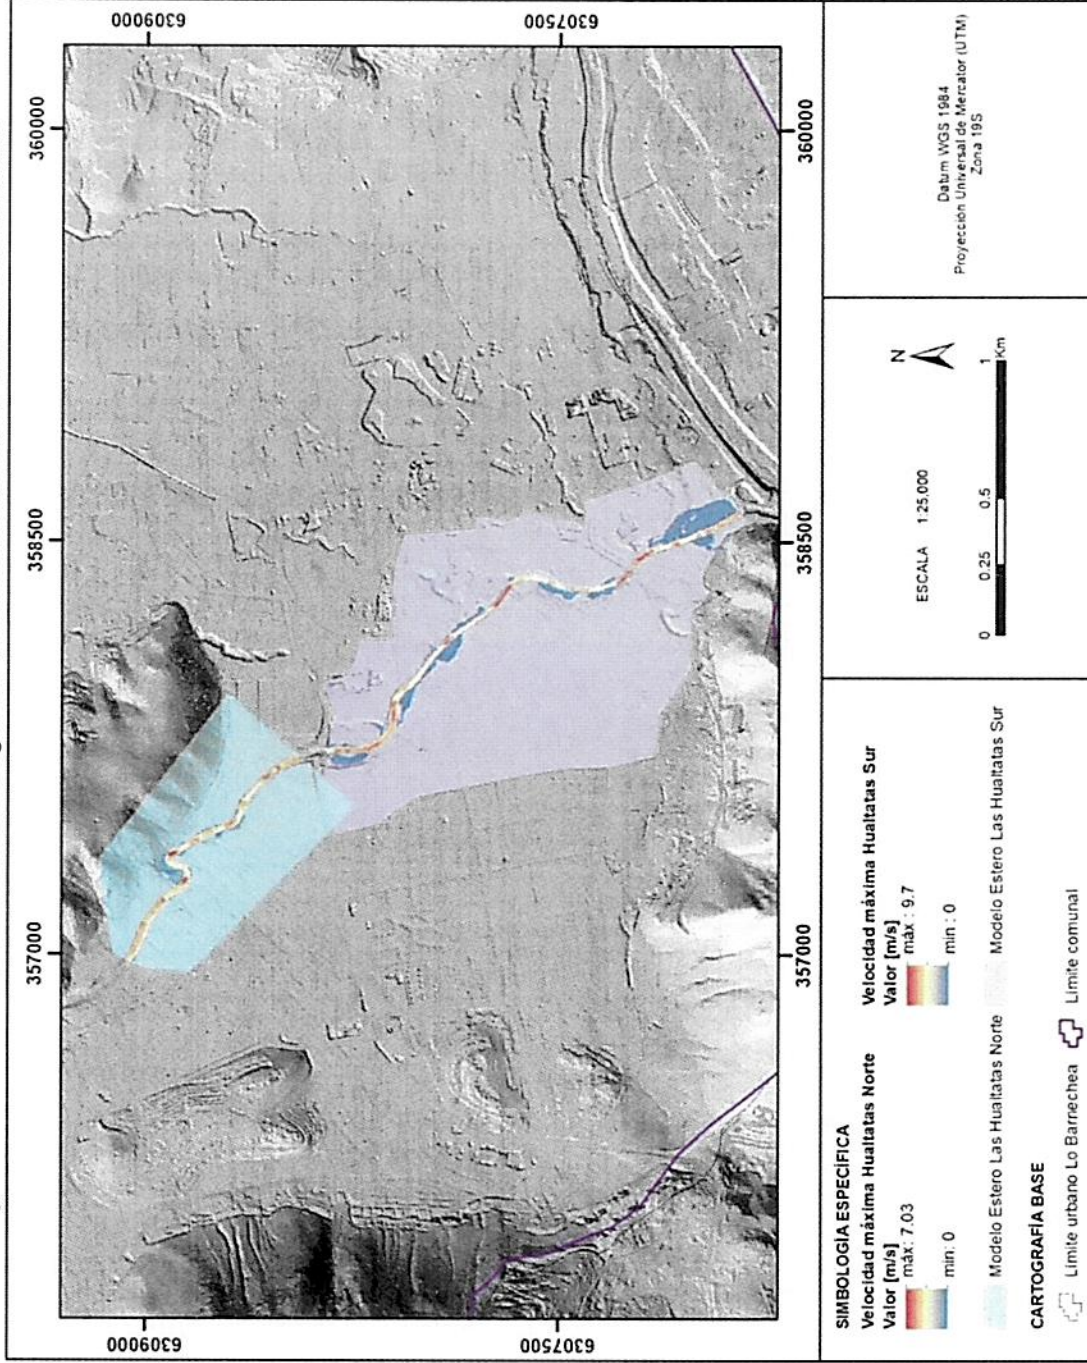 357000
358500
360000
6309000
6309000
6307500
6307500
357000
358500
360000
SIMBOLOGÍA ESPECÍFICA
Velocidad máxima Hualtatas Norte
Valor [m/s]
máx: 7.03
min: 0
Velocidad máxima Hualtatas Sur
Valor [m/s]
máx : 9.7
min : 0
Modelo Estero Las Hualtatas Norte
Modelo Estero Las Hualtatas Sur
CARTOGRAFÍA BASE
Límite urbano Lo Barnechea
Límite comunal
ESCALA 1:25.000
N
0 0.25 0.5 1
Km
Datum WGS 1984
Proyección Universal de Mercator (UTM)
Zona 19S